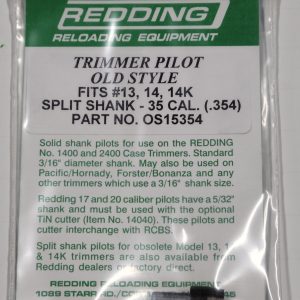 REDDING
RELOADING EQUIPMENT
TRIMMER PILOT
OLD STYLE
FITS #13, 14, 14K
SPLIT SHANK - 35 CAL. (.354)
PART NO. OS15354
Solid shank pilots for use on the REDDING
No. 1400 and 2400 Case Trimmers. Standard
3/16" diameter shank. May also be used on
Pacific/Hornady, Forster/Bonanza and any
other trimmers which use a 3/16" shank size.
Redding 17 and 20 caliber pilots have a 5/32"
shank and must be used with the optional
TiN cutter (Item No. 14040). These pilots and
cutter interchange with RCBS.
Split shank pilots for obsolete Model 13, 1
& 14K trimmers are also available from
Redding dealers or factory direct.
REDDING RELOADING EQUIPMENT
1089 STARR RD./COR